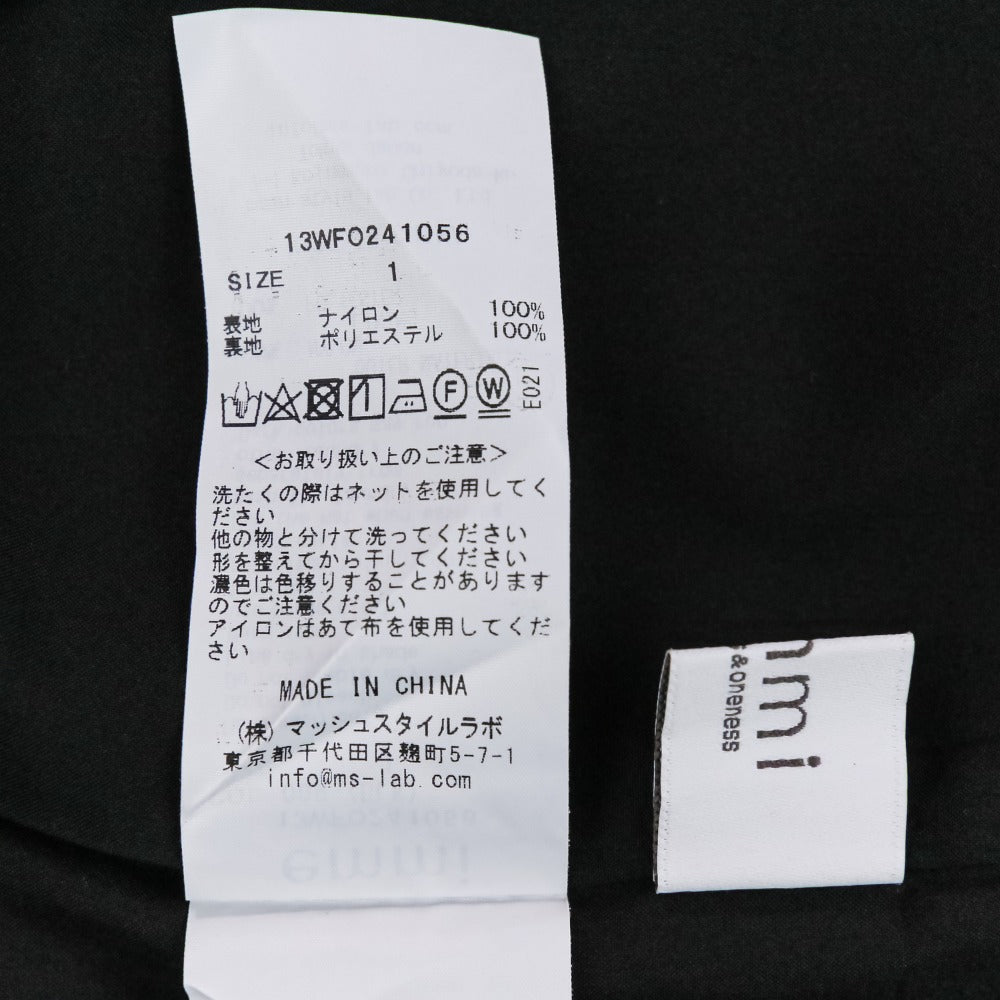 13WFO241056
SIZE 1
表地 ナイロン 100%
裏地 ポリエステル 100%
F W E021
<お取り扱い上のご注意>
洗たくの際はネットを使用してく
ださい
他の物と分けて洗ってください
形を整えてから干してください
濃色は色移りすることがあります
のでご注意ください
アイロンはあて布を使用してくだ
さい
MADE IN CHINA
(株)マッシュスタイルラボ
東京都千代田区麹町5-7-1
info@ms-lab.com
mmi
& oneness